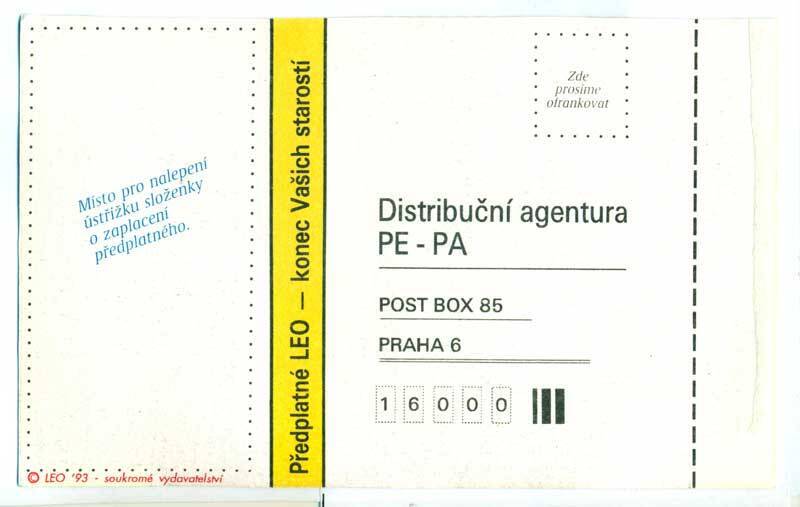 Místo pro nalepení
ústřižku složenky
o zaplacení
předplatného.
© LEO '93 - soukromé vydavatelství
Předplatné LEO — konec Vašich starostí
Zde
prosíme
ofrankovat
Distribuční agentura
PE - PA
POST BOX 85
PRAHA 6
16000